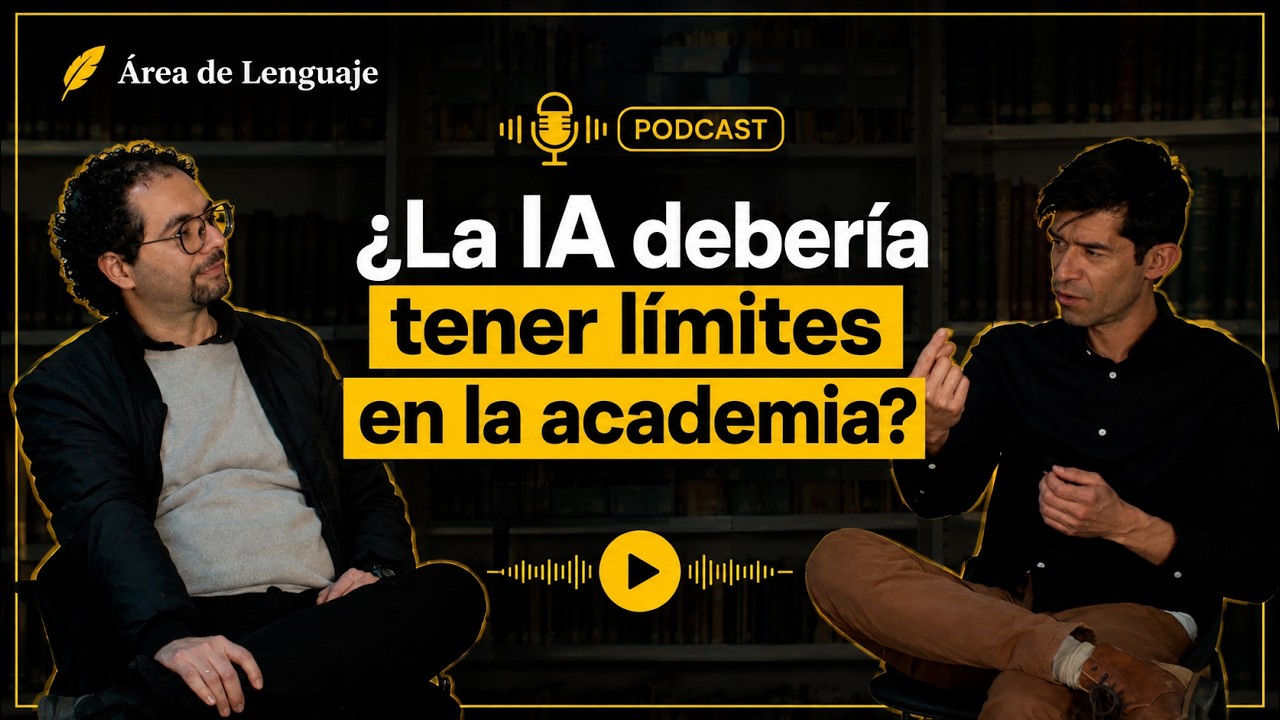 Área de Lenguaje
PODCAST
¿La IA debería
tener límites
en la academia?